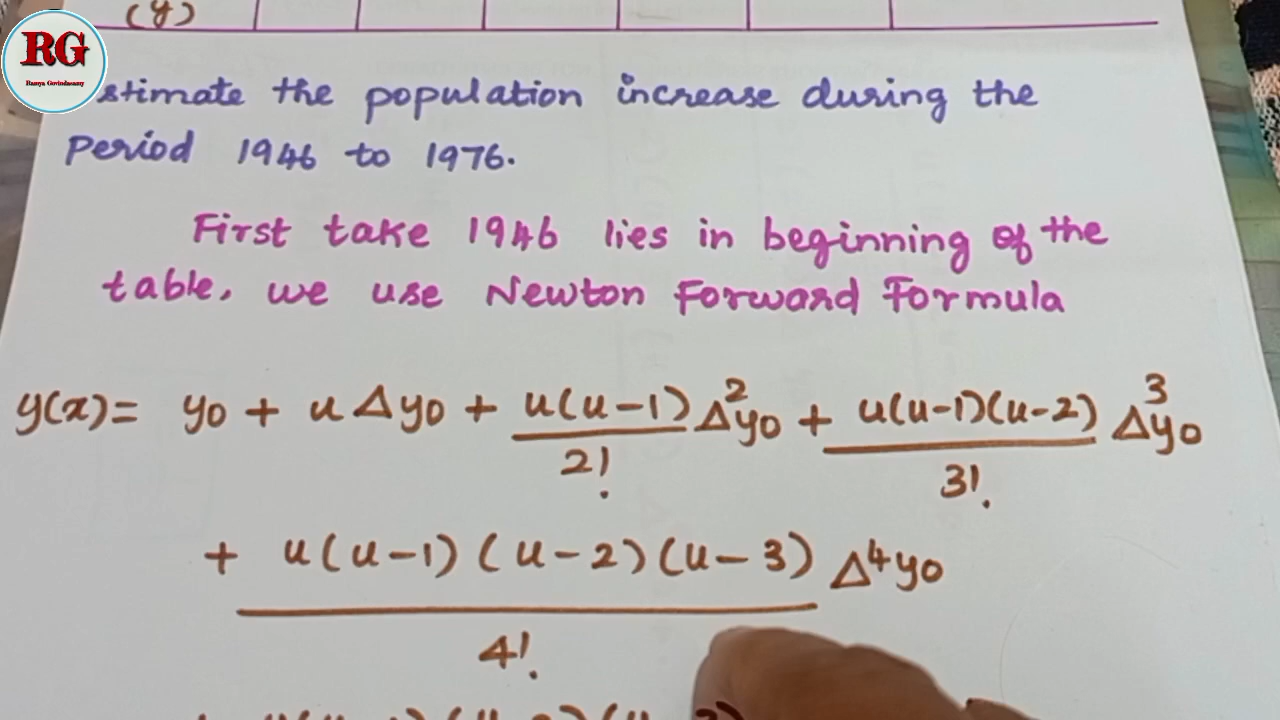 (y)
RG
Ramya Govindasamy
stimate the population increase during the
Period 1946 to 1976.
First take 1946 lies in beginning of the
table, we use Newton Forward Formula
y(x)= y0 + u Δy0 + u(u-1)/2! Δ²y0 + u(u-1)(u-2)/3! Δ³y0
+ u(u-1)(u-2)(u-3)/4! Δ⁴y0